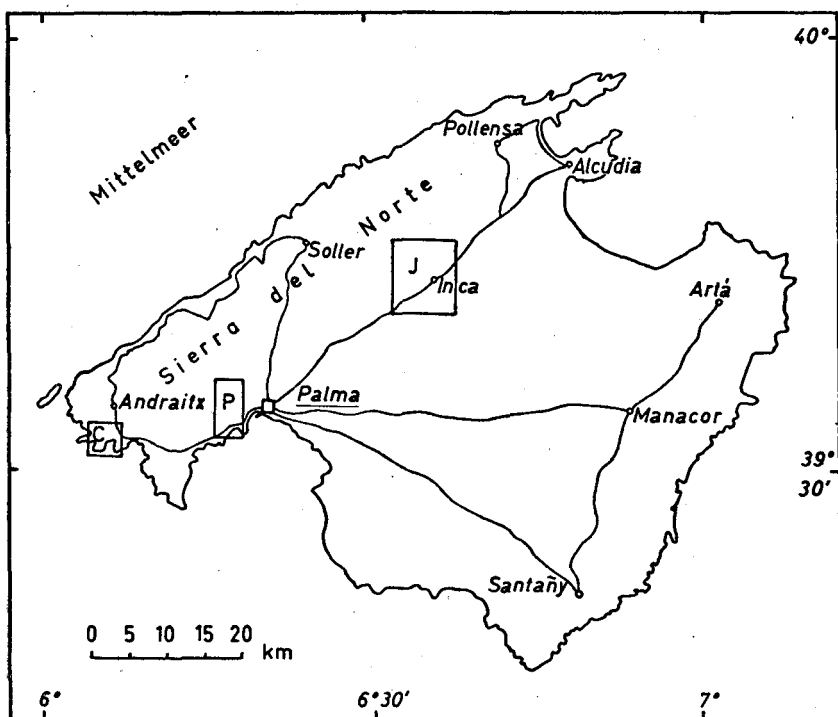 40°
Mittelmeer
Pollensa
Alcudia
Sierra del Norte
Soller
J
Inca
Artá
Andraitx
P
Palma
Manacor
C
39°
30'
Santañy
0 5 10 15 20
km
6°
6°30'
7°